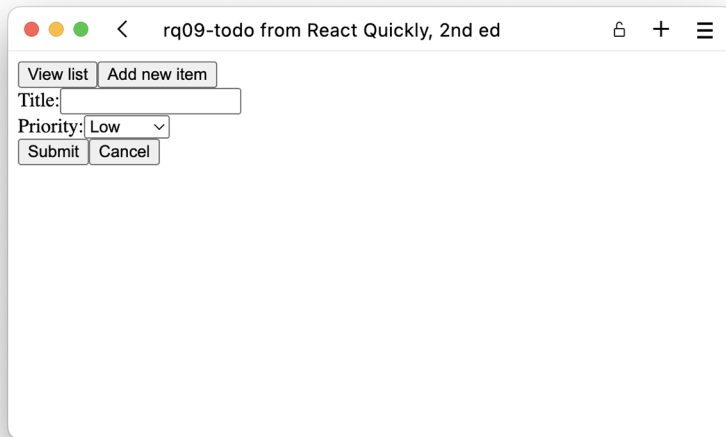 rq09-todo from React Quickly, 2nd ed
View list Add new item
Title:
Priority: Low
Submit Cancel